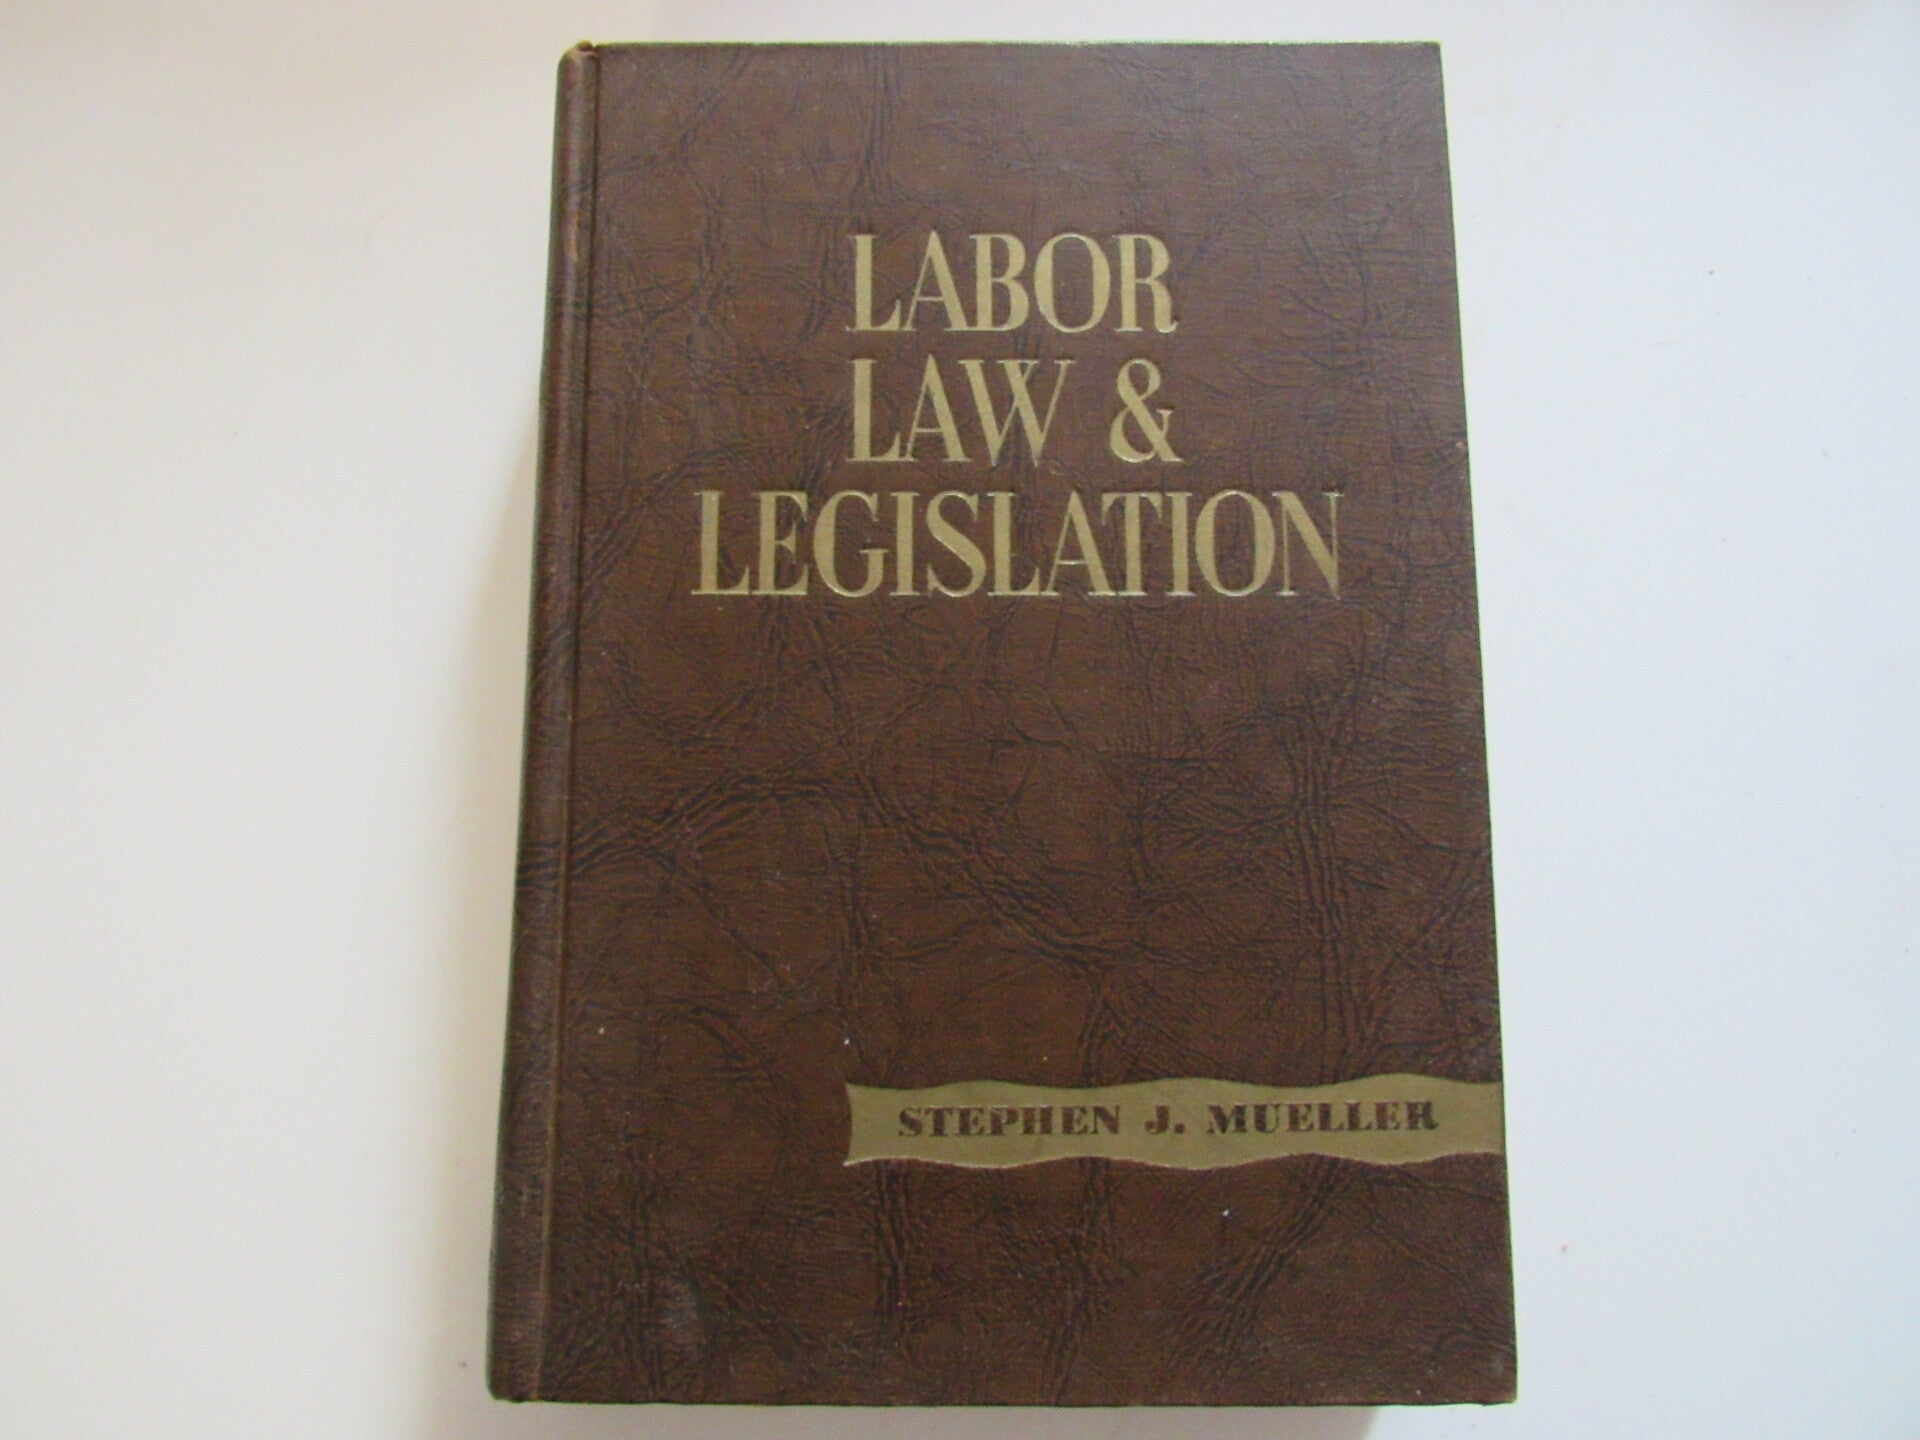 LABOR
LAW &
LEGISLATION
STEPHEN J. MUELLER